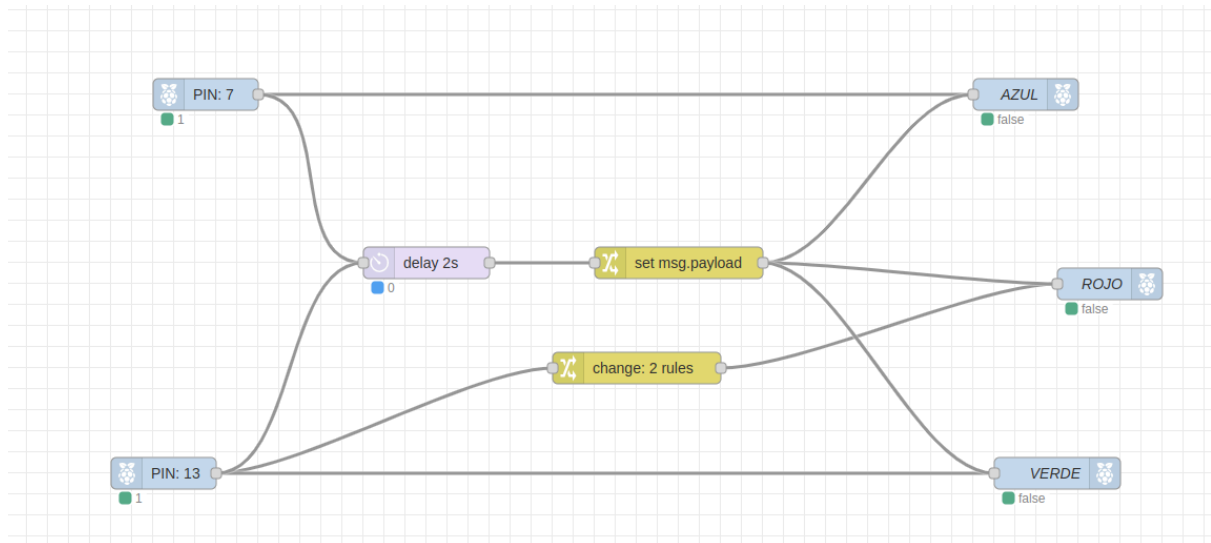 PIN: 7
1
AZUL
false
delay 2s
0
set msg.payload
ROJO
false
change: 2 rules
PIN: 13
1
VERDE
false